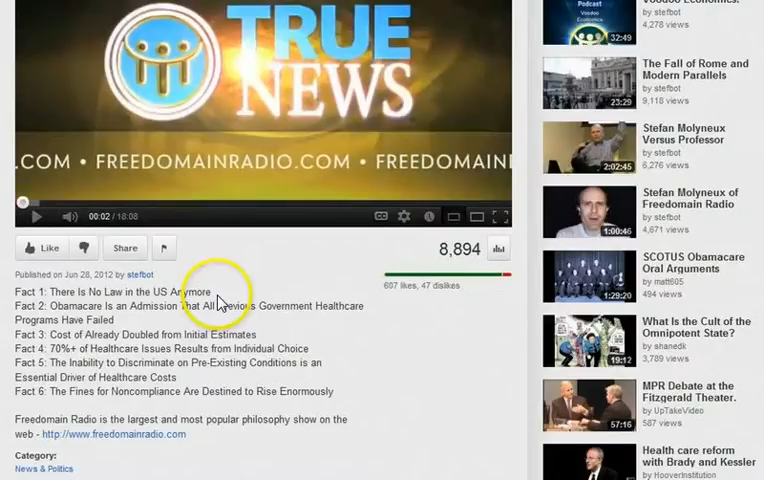 TRUE
NEWS
.COM • FREEDOMAINRADIO.COM • FREEDOMAINI
00:02 / 18:08
CC
Like
Share
8,894
Published on Jun 28, 2012 by stefbot
607 likes, 47 dislikes
Fact 1: There Is No Law in the US Anymore
Fact 2: Obamacare Is an Admission That All Previous Government Healthcare
Programs Have Failed
Fact 3: Cost of Already Doubled from Initial Estimates
Fact 4: 70%+ of Healthcare Issues Results from Individual Choice
Fact 5: The Inability to Discriminate on Pre-Existing Conditions is an
Essential Driver of Healthcare Costs
Fact 6: The Fines for Noncompliance Are Destined to Rise Enormously
Freedomain Radio is the largest and most popular philosophy show on the
web - http://www.freedomainradio.com
Category:
News & Politics
Podcast
Voodoo
Economics
32:49
Voodoo Economics.
by stefbot
4,278 views
23:29
The Fall of Rome and
Modern Parallels
by stefbot
9,118 views
2:02:45
Stefan Molyneux
Versus Professor
by stefbot
6,276 views
1:00:46
Stefan Molyneux of
Freedomain Radio
by stefbot
4,671 views
1:29:20
SCOTUS Obamacare
Oral Arguments
by matt605
494 views
19:12
What Is the Cult of the
Omnipotent State?
by shanedk
3,789 views
57:16
MPR Debate at the
Fitzgerald Theater.
by UpTakeVideo
587 views
Health care reform
with Brady and Kessler
by HooverInstitution